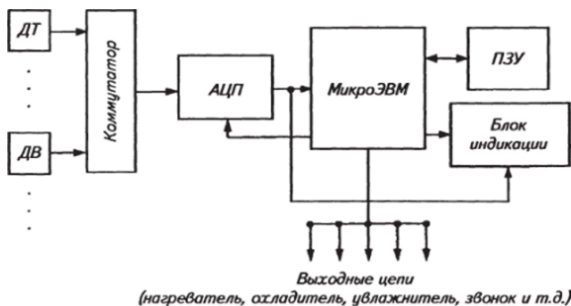 ДТ
Коммутатор
АЦП
МикроЭВМ
ПЗУ
Блок
индикации
ДВ
Выходные цепи
(нагреватель, охладитель, увлажнитель, звонок и т.д.)